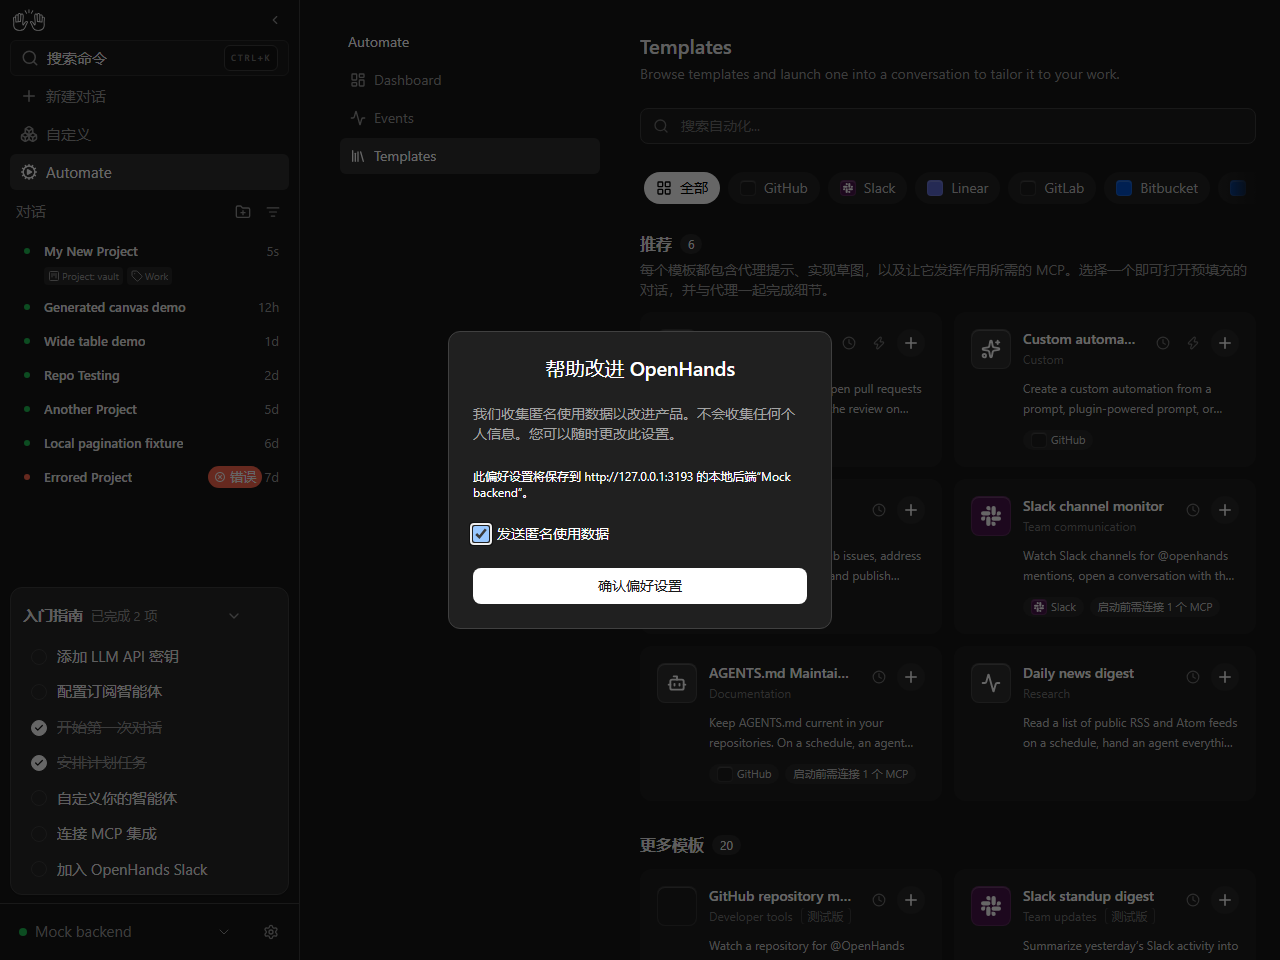 搜索命令
CTRL+K
新建对话
自定义
Automate
对话
My New Project
5s
Project: vault
Work
Generated canvas demo
12h
Wide table demo
1d
Repo Testing
2d
Another Project
5d
Local pagination fixture
6d
Errored Project
错误
7d
入门指南 已完成 2 项
添加 LLM API 密钥
配置订阅智能体
开始第一次对话
安排计划任务
自定义你的智能体
连接 MCP 集成
加入 OpenHands Slack
Mock backend
Automate
Dashboard
Events
Templates
Templates
Browse templates and launch one into a conversation to tailor it to your work.
搜索自动化...
全部
GitHub
Slack
Linear
GitLab
Bitbucket
推荐 6
每个模板都包含代理提示、实现草图，以及让它发挥作用所需的 MCP。选择一个即可打开预填充的
对话，并与代理一起完成细节。
pen pull requests
he review on...
Custom automa...
Custom
Create a custom automation from a
prompt, plugin-powered prompt, or...
GitHub
b issues, address
and publish...
Slack channel monitor
Team communication
Watch Slack channels for @openhands
mentions, open a conversation with th...
Slack
启动前需连接 1 个 MCP
AGENTS.md Maintai...
Documentation
Keep AGENTS.md current in your
repositories. On a schedule, an agent...
GitHub
启动前需连接 1 个 MCP
Daily news digest
Research
Read a list of public RSS and Atom feeds
on a schedule, hand an agent everythi...
更多模板 20
GitHub repository m...
Developer tools
测试版
Watch a repository for @OpenHands
Slack standup digest
Team updates
测试版
Summarize yesterday's Slack activity into
帮助改进 OpenHands
我们收集匿名使用数据以改进产品。不会收集任何个
人信息。您可以随时更改此设置。
此偏好设置将保存到 http://127.0.0.1:3193 的本地后端“Mock
backend”。
发送匿名使用数据
确认偏好设置